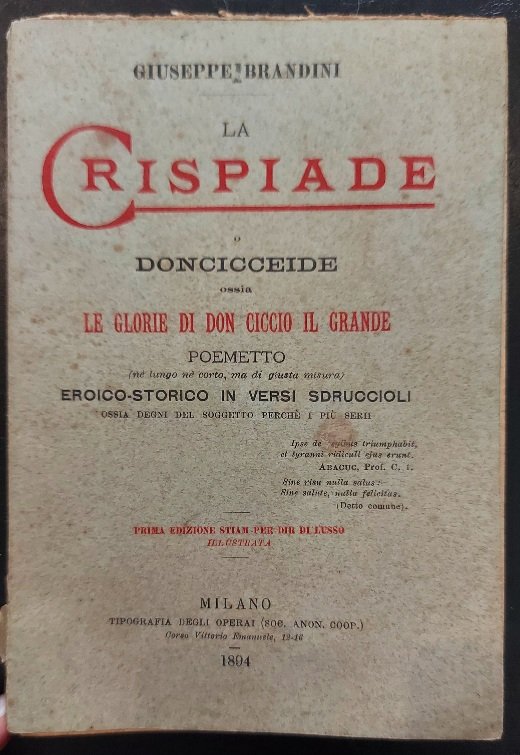 GIUSEPPE BRANDINI
LA
CRISPIADE
o
DONCICCEIDE
ossia
LE GLORIE DI DON CICCIO IL GRANDE
POEMETTO
(nè lungo nè corto, ma di giusta misura)
EROICO-STORICO IN VERSI SDRUCCIOLI
OSSIA DEGNI DEL SOGGETTO PERCHÈ I PIÙ SERII
Ipse de triumphabit,
et tyranni ridiculi ejus erunt.
ABACUC, Prof. C. I.
Sine risu nulla salus:
Sine salute, nulla felicitas.
(Detto comune).
PRIMA EDIZIONE STIAM PER DIR DI LUSSO
ILLUSTRATA
MILANO
TIPOGRAFIA DEGLI OPERAI (SOC. ANON. COOP.)
Corso Vittorio Emanuele, 12-16
1894